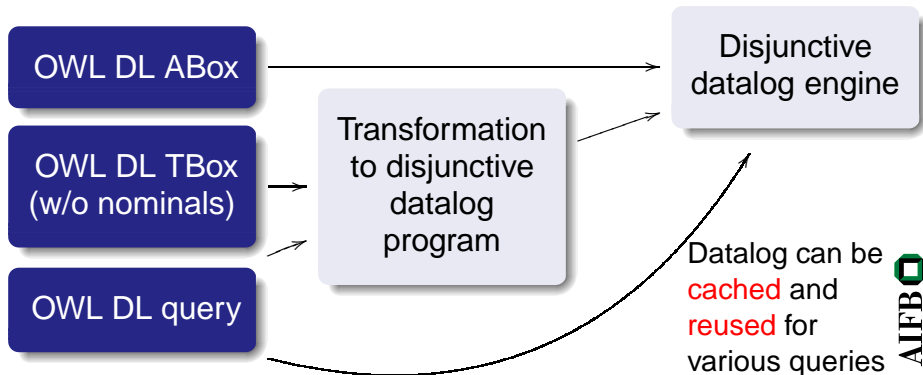 OWL DL ABox
OWL DL TBox
(w/o nominals)
OWL DL query
Transformation
to disjunctive
datalog
program
Disjunctive
datalog engine
Datalog can be
cached and
reused for
various queries
AIFB